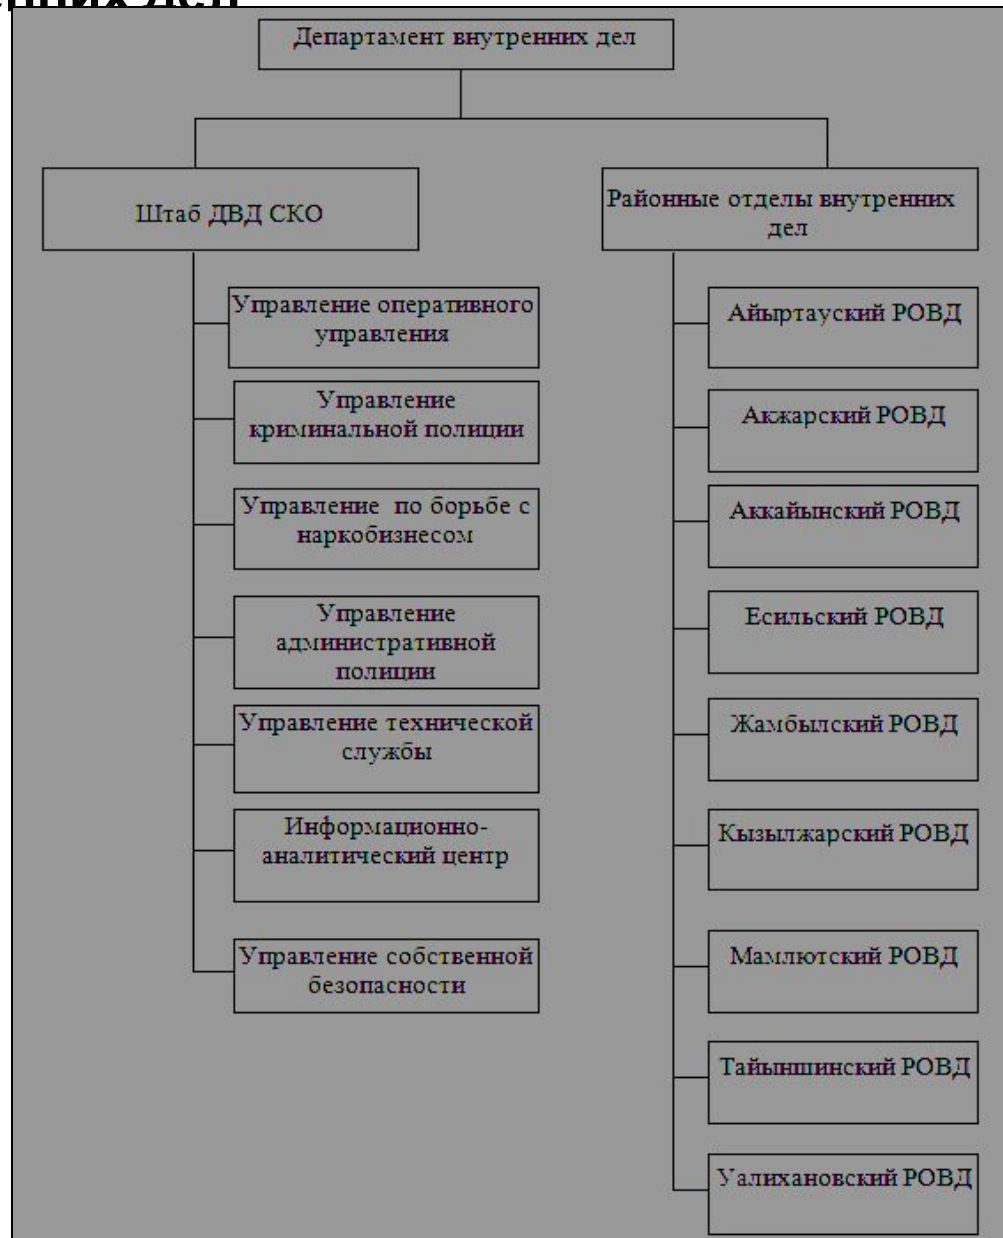 Департамент внутренних дел
Штаб ДВД СКО
Управление оперативного
управления
Управление
криминальной полиции
Управление по борьбе с
наркобизнесом
Управление
административной
полиции
Управление технической
службы
Информационно-
аналитический центр
Управление собственной
безопасности
Районные отделы внутренних
дел
Айыртауский РОВД
Акжарский РОВД
Аккайынский РОВД
Есильский РОВД
Жамбылский РОВД
Кызылжарский РОВД
Мамлютский РОВД
Тайыншинский РОВД
Уалихановский РОВД